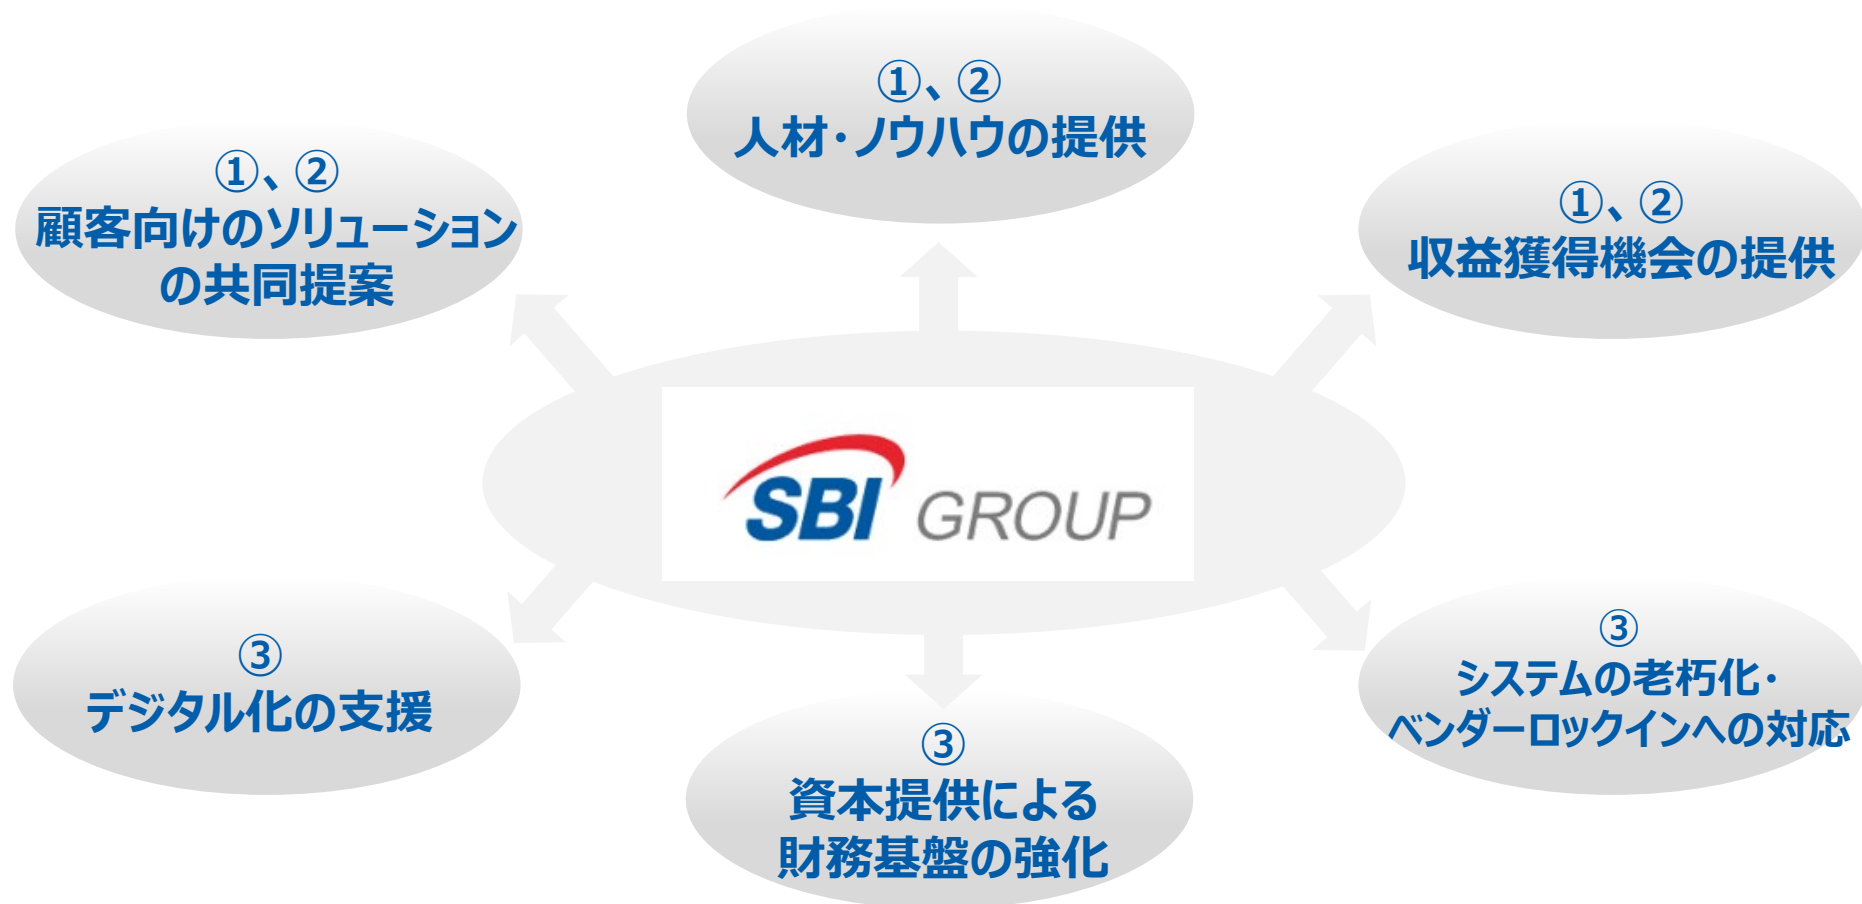 ①、②
人材・ノウハウの提供
①、②
顧客向けのソリューション
の共同提案
①、②
収益獲得機会の提供
SBI GROUP
③
デジタル化の支援
③
資本提供による
財務基盤の強化
③
システムの老朽化・
ベンダーロックインへの対応